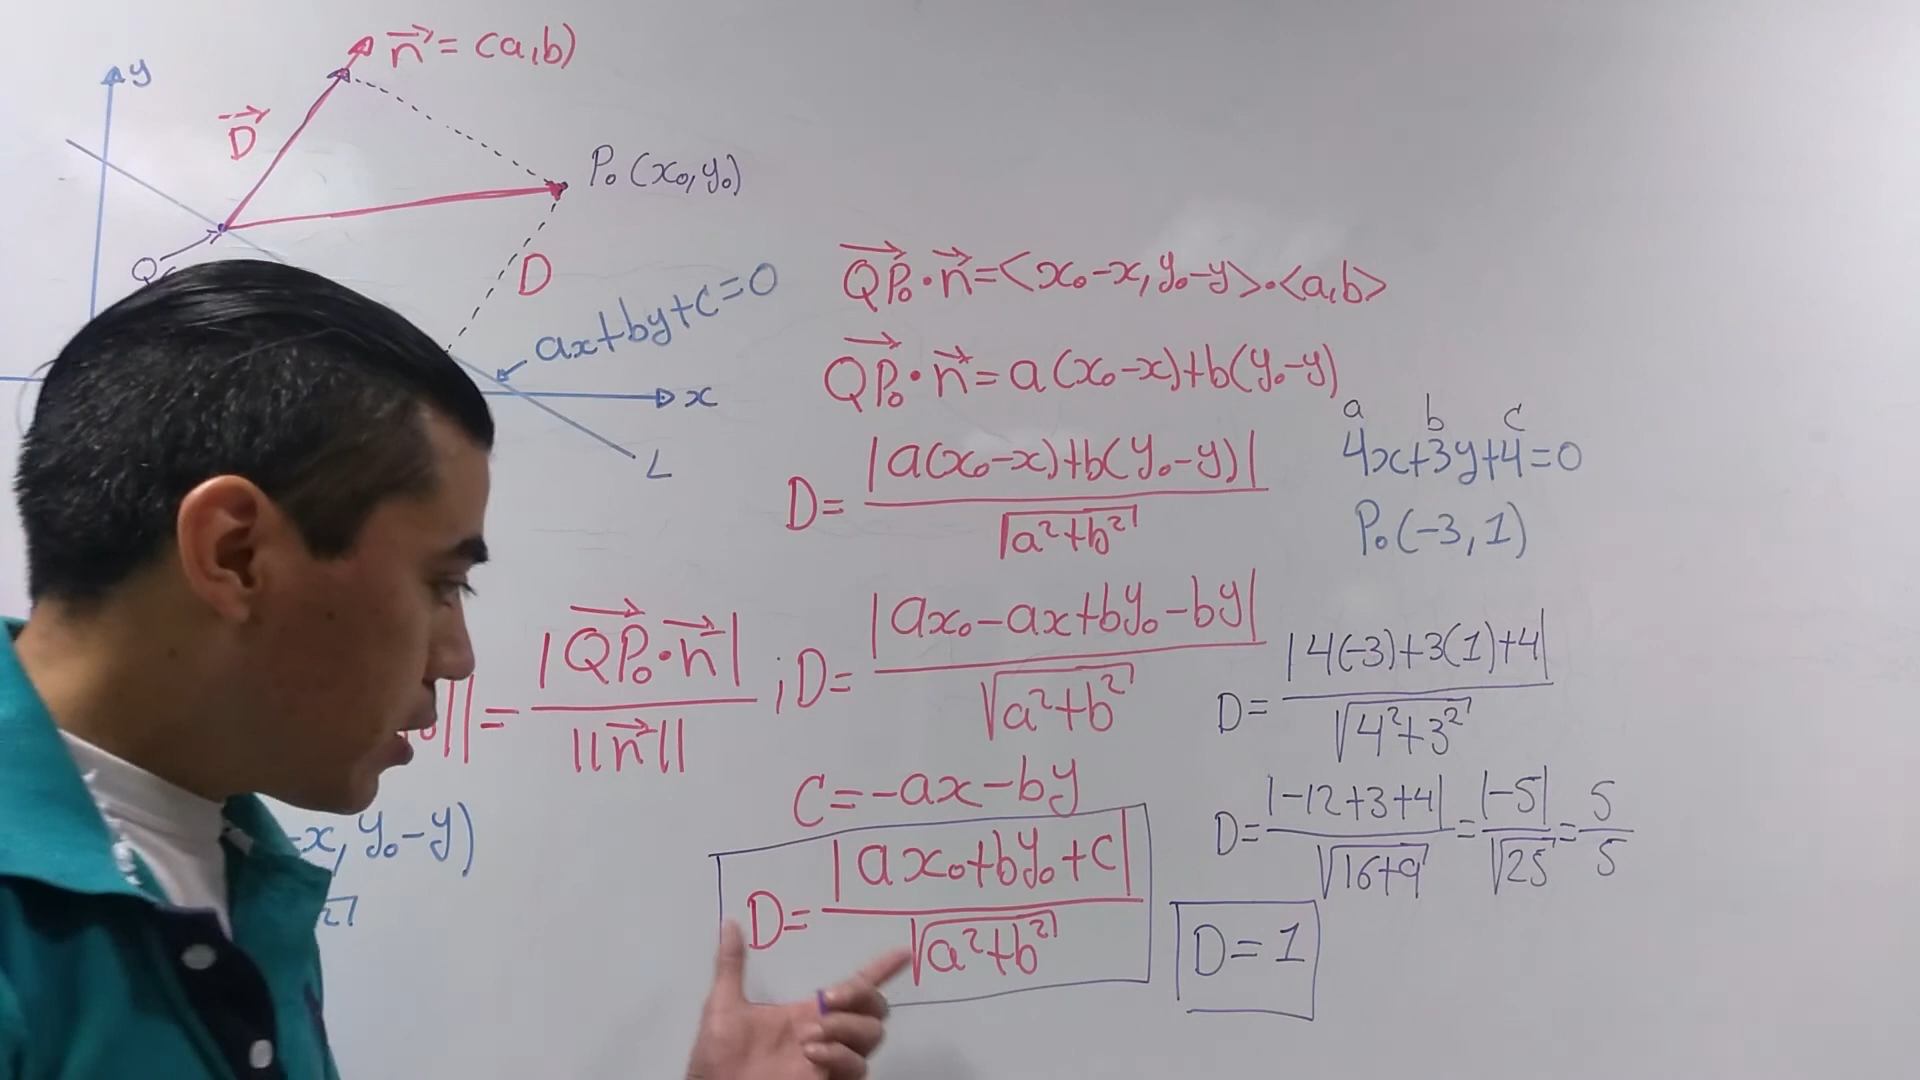 y
n⃗ = (a,b)
D⃗
P₀ (x₀,y₀)
Q
D
ax+by+c=0
x
L
QP₀⃗ · n⃗ = <x₀-x, y₀-y> · <a,b>
QP₀⃗ · n⃗ = a(x₀-x)+b(y₀-y)
D= |a(x₀-x)+b(y₀-y)| / √(a²+b²)
|| = |QP₀⃗ · n⃗| / ||n⃗|| ; D= |ax₀-ax+by₀-by| / √(a²+b²)
C=-ax-by
-x, y₀-y)
D= |ax₀+by₀+c| / √(a²+b²)
a b c
4x+3y+4=0
P₀(-3,1)
D= |4(-3)+3(1)+4| / √(4²+3²)
D= |-12+3+4| / √(16+9) = |-5| / √25 = 5 / 5
D=1